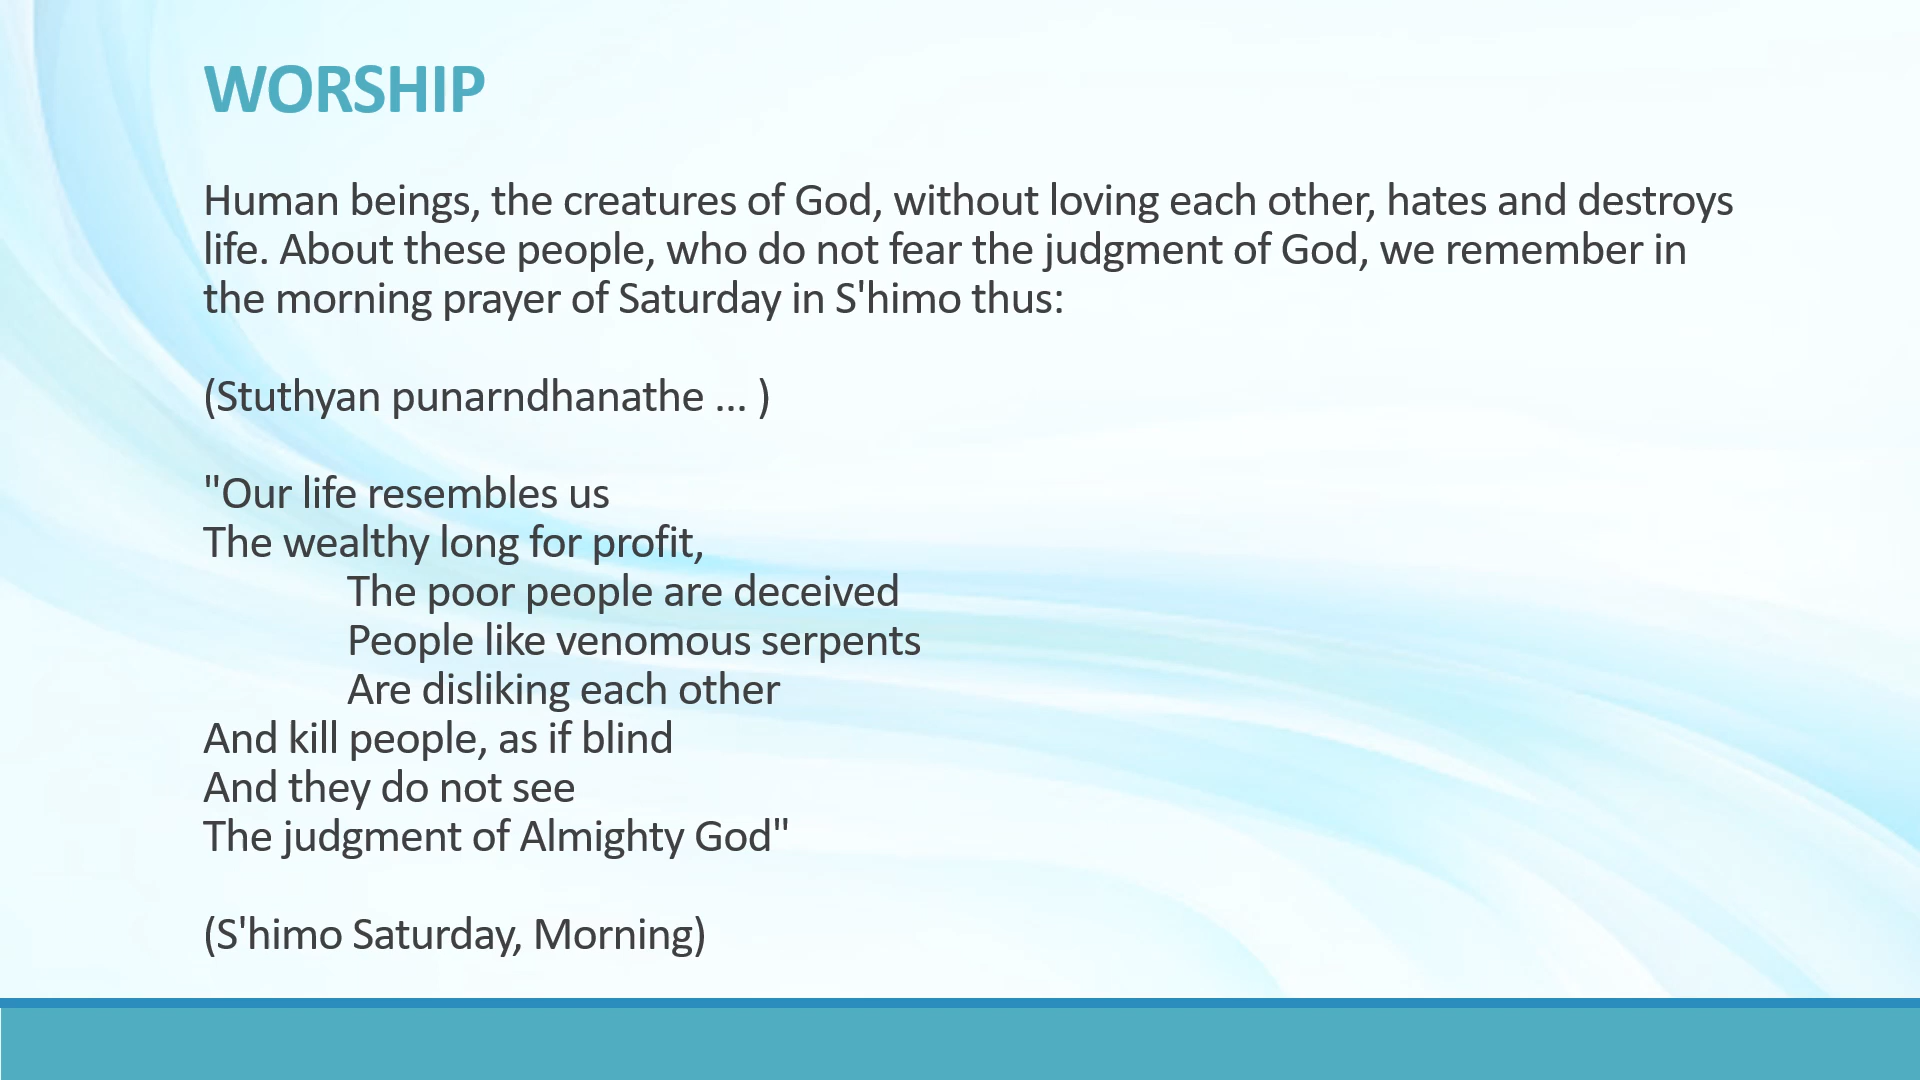 WORSHIP
Human beings, the creatures of God, without loving each other, hates and destroys
life. About these people, who do not fear the judgment of God, we remember in
the morning prayer of Saturday in S'himo thus:
(Stuthyan punarndhanathe ... )
"Our life resembles us
The wealthy long for profit,
The poor people are deceived
People like venomous serpents
Are disliking each other
And kill people, as if blind
And they do not see
The judgment of Almighty God"
(S'himo Saturday, Morning)